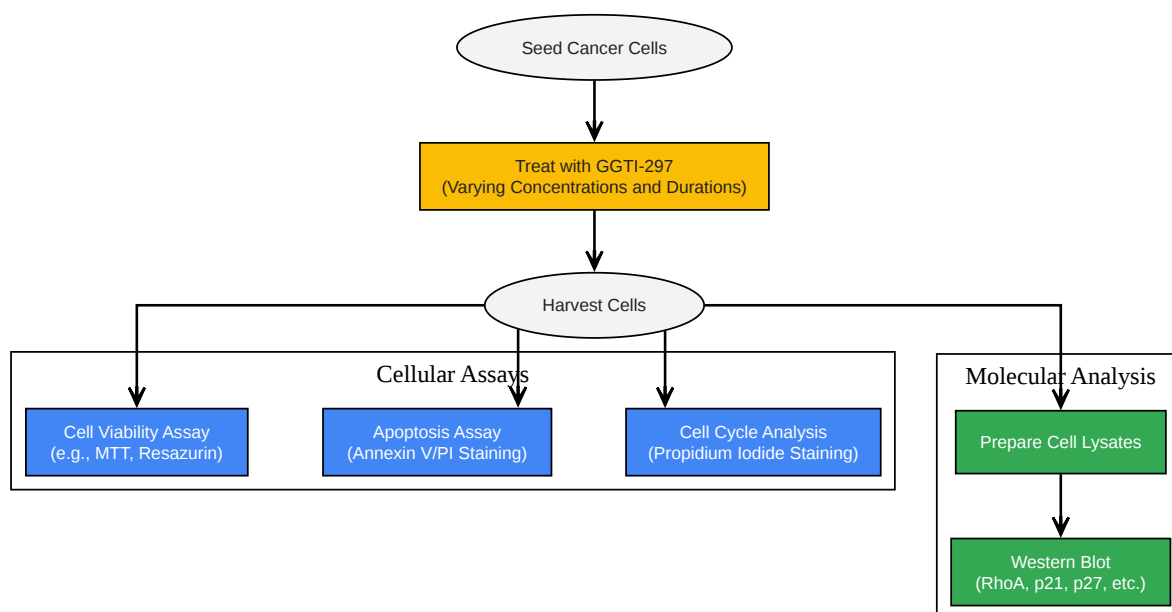 Seed Cancer Cells
Treat with GGTI-297
(Varying Concentrations and Durations)
Harvest Cells
Cellular Assays
Cell Viability Assay
(e.g., MTT, Resazurin)
Apoptosis Assay
(Annexin V/PI Staining)
Cell Cycle Analysis
(Propidium Iodide Staining)
Molecular Analysis
Prepare Cell Lysates
Western Blot
(RhoA, p21, p27, etc.)